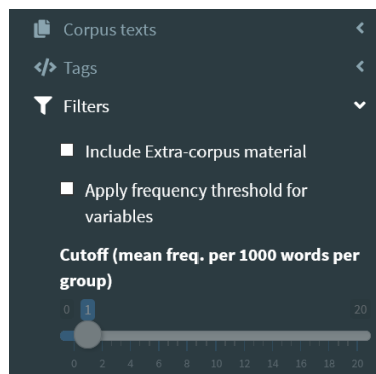 Corpus texts
</> Tags
Filters
Include Extra-corpus material
Apply frequency threshold for
variables
Cutoff (mean freq. per 1000 words per
group)
0 1 20
0 2 4 6 8 10 12 14 16 18 20